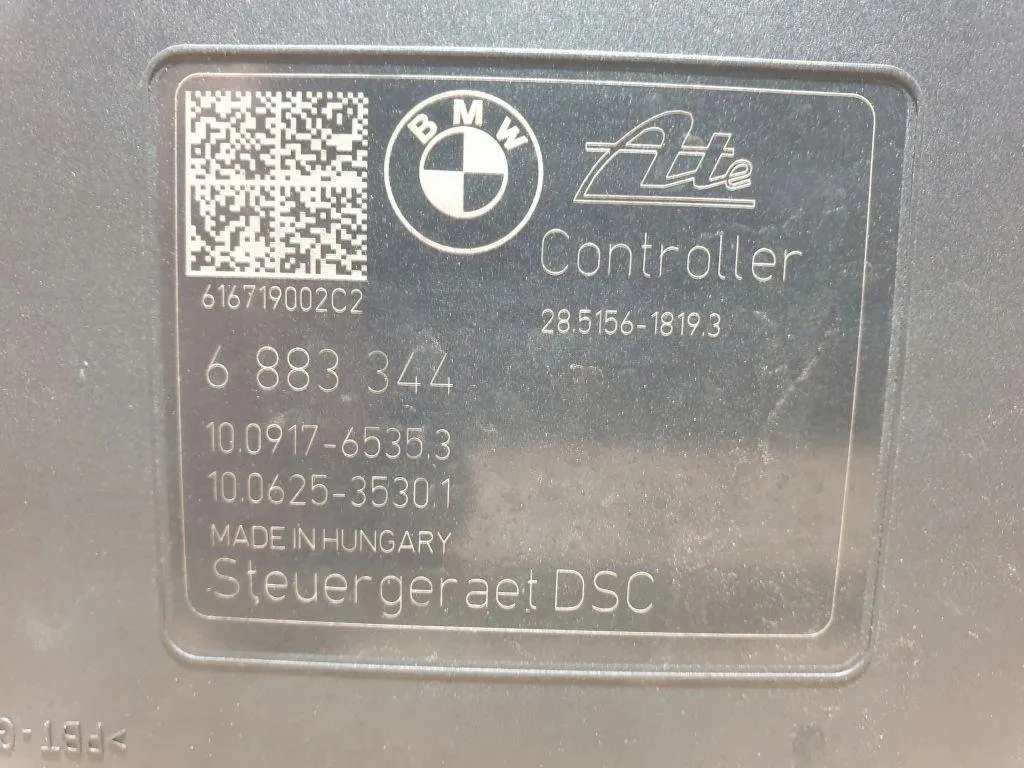 BMW
Ate
Controller
616719002C2
28.5156-1819.3
6 883 344
10.0917-6535.3
10.0625-3530.1
MADE IN HUNGARY
Steuergeraet DSC